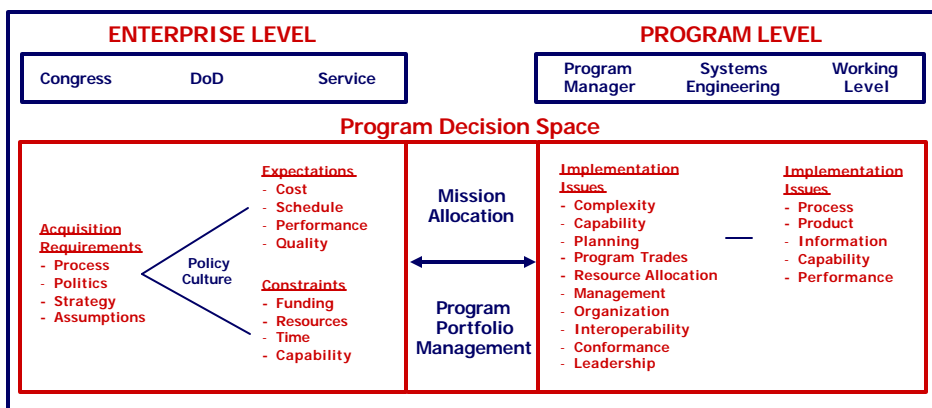 ENTERPRISE LEVEL
PROGRAM LEVEL
Congress DoD Service
Program Manager
Systems Engineering
Working Level
Program Decision Space
Acquisition
Requirements
- Process
- Politics
- Strategy
- Assumptions
Policy
Culture
Expectations
- Cost
- Schedule
- Performance
- Quality
Constraints
- Funding
- Resources
- Time
- Capability
Mission
Allocation
Program
Portfolio
Management
Implementation
Issues
- Complexity
- Capability
- Planning
- Program Trades
- Resource Allocation
- Management
- Organization
- Interoperability
- Conformance
- Leadership
Implementation
Issues
- Process
- Product
- Information
- Capability
- Performance